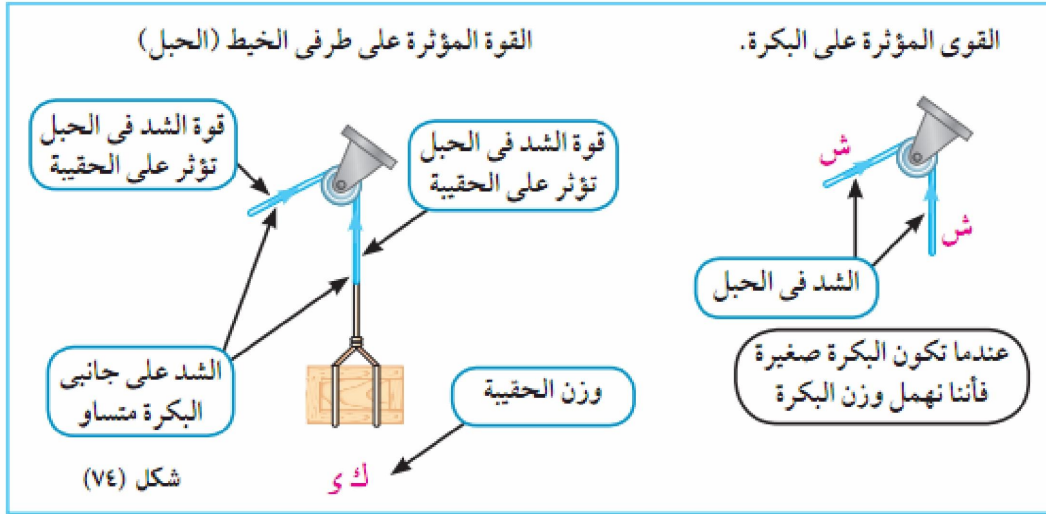 القوى المؤثرة على البكرة.
ش
ش
الشد فى الحبل
عندما تكون البكرة صغيرة
فأننا نهمل وزن البكرة
القوة المؤثرة على طرفى الخيط (الحبل)
قوة الشد فى الحبل
تؤثر على الحقيبة
قوة الشد فى الحبل
تؤثر على الحقيبة
الشد على جانبى
البكرة متساو
وزن الحقيبة
ك ى
شكل (٧٤)